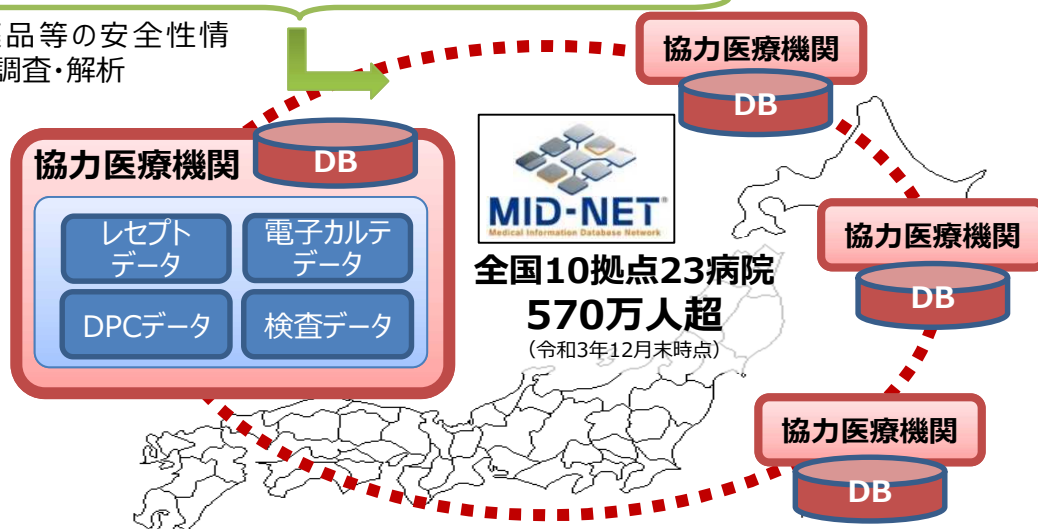 品等の安全性情
調査・解析
協力医療機関
DB
レセプト
データ
電子カルテ
データ
DPCデータ
検査データ
MID-NET®
Medical Information Database Network
全国10拠点23病院
570万人超
（令和3年12月末時点）
協力医療機関
DB
協力医療機関
DB
協力医療機関
DB